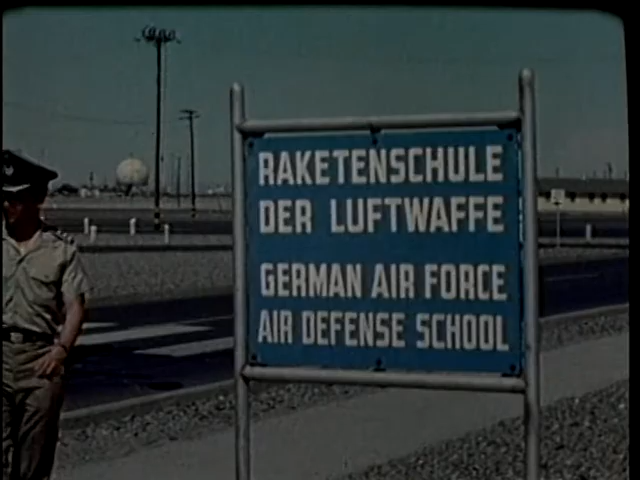 RAKETENSCHULE
DER LUFTWAFFE
GERMAN AIR FORCE
AIR DEFENSE SCHOOL